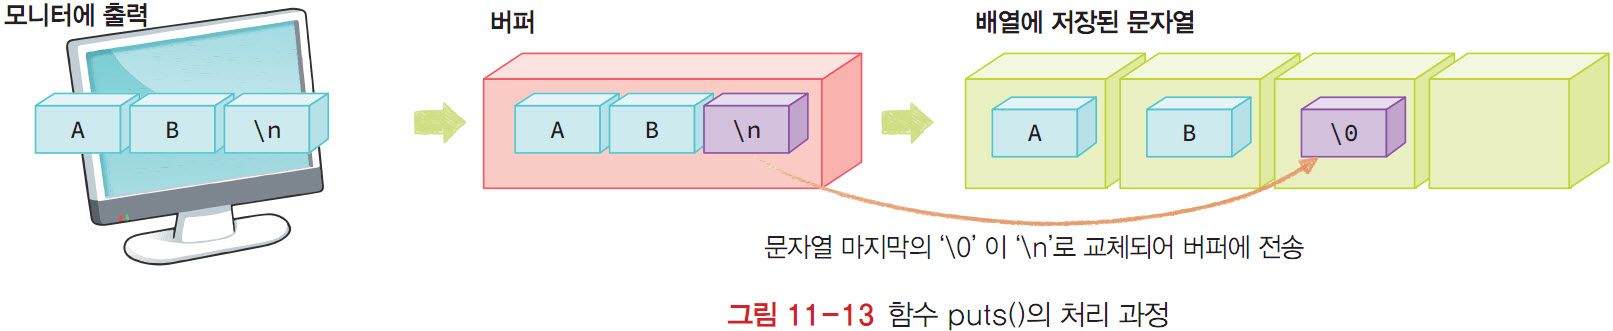 모니터에 출력
버퍼
배열에 저장된 문자열
A B \n
A B \n
A B \0
문자열 마지막의 ‘\0’ 이 ‘\n’로 교체되어 버퍼에 전송
그림 11-13 함수 puts()의 처리 과정